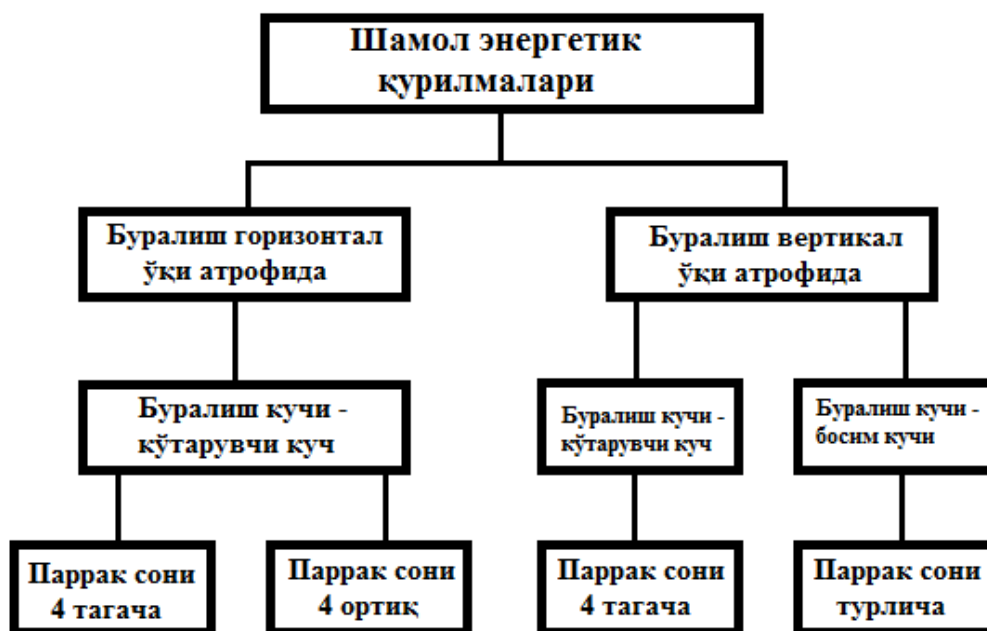 Шамол энергетик
қурилмалари
Буралиш горизонтал
ўқи атрофида
Буралиш вертикал
ўқи атрофида
Буралиш кучи -
кўтарувчи куч
Буралиш кучи -
кўтарувчи куч
Буралиш кучи -
босим кучи
Паррак сони
4 тагача
Паррак сони
4 ортиқ
Паррак сони
4 тагача
Паррак сони
турлича